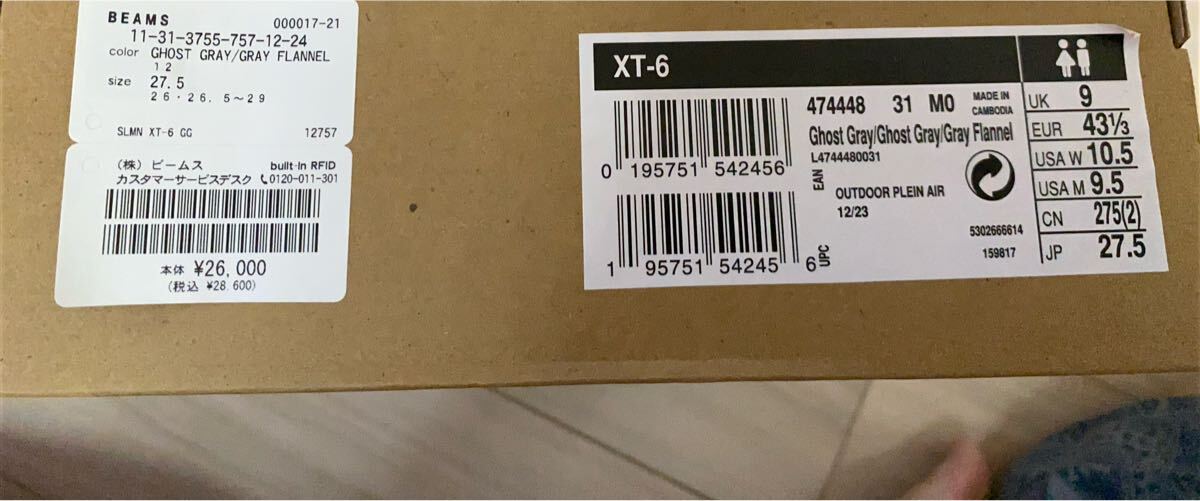 BEAMS
000017-21
11-31-3755-757-12-24
color GHOST GRAY/GRAY FLANNEL
12
size 27.5
26・26.5～29
SLMN XT-6 GG 12757
(株) ビームス built-in RFID
カスタマーサービスデスク 0120-011-301
本体 ¥26,000
(税込 ¥28,600)
XT-6
474448 31 M0 MADE IN
CAMBODIA
Ghost Gray/Ghost Gray/Gray Flannel
L4744480031
0 195751 542456
EAN
OUTDOOR PLEIN AIR
12/23
5302666614
159817
1 95751 54245 6
UPC
UK 9
EUR 43⅓
USA W 10.5
USA M 9.5
CN 275(2)
JP 27.5